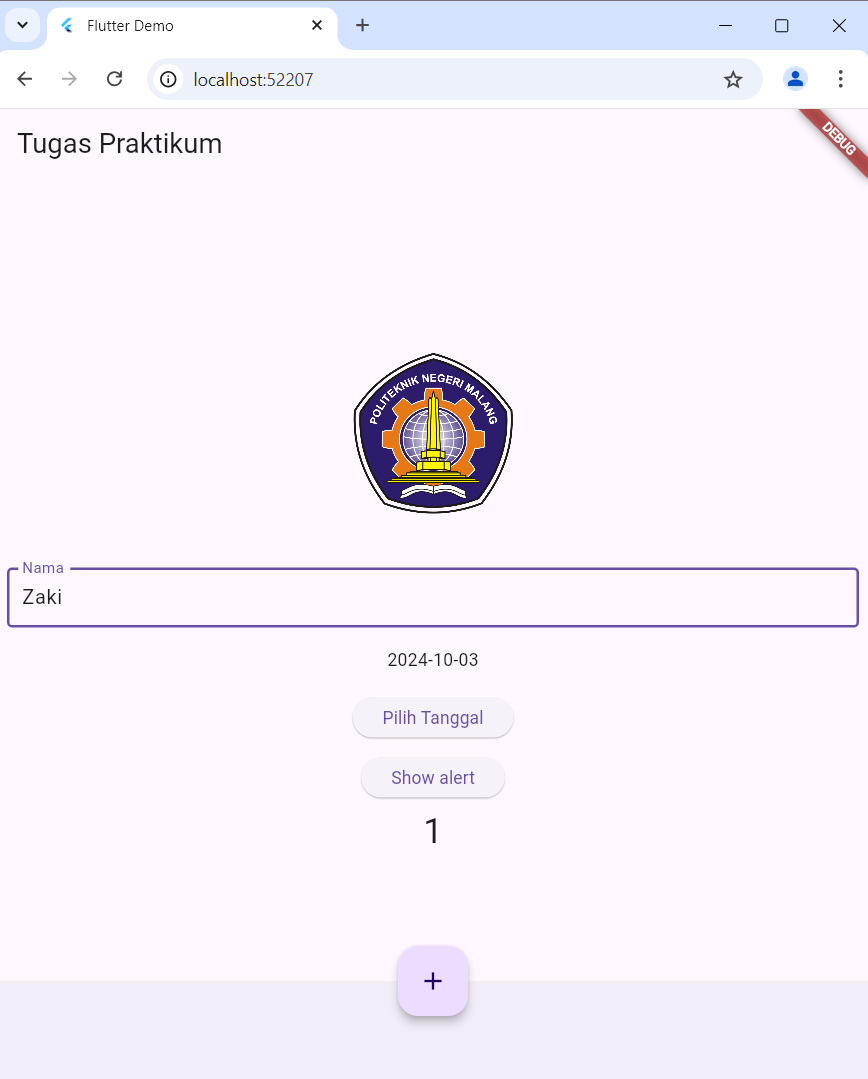 Flutter Demo
localhost:52207
Tugas Praktikum
DEBUG
POLITEKNIK NEGERI MALANG
Nama
Zaki
2024-10-03
Pilih Tanggal
Show alert
1